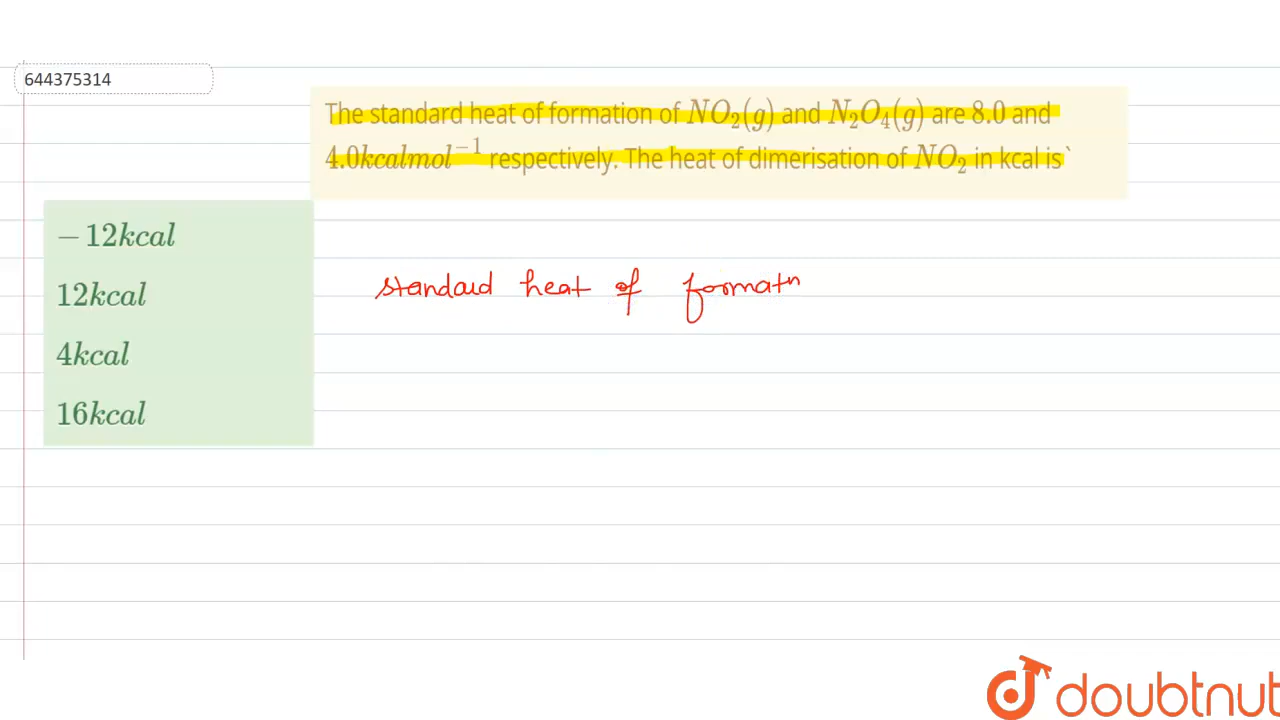 644375314
The standard heat of formation of NO₂(g) and N₂O₄(g) are 8.0 and
4.0kcalmol⁻¹ respectively. The heat of dimerisation of NO₂ in kcal is`
−12kcal
12kcal
4kcal
16kcal
standard heat of formatn
doubtnut